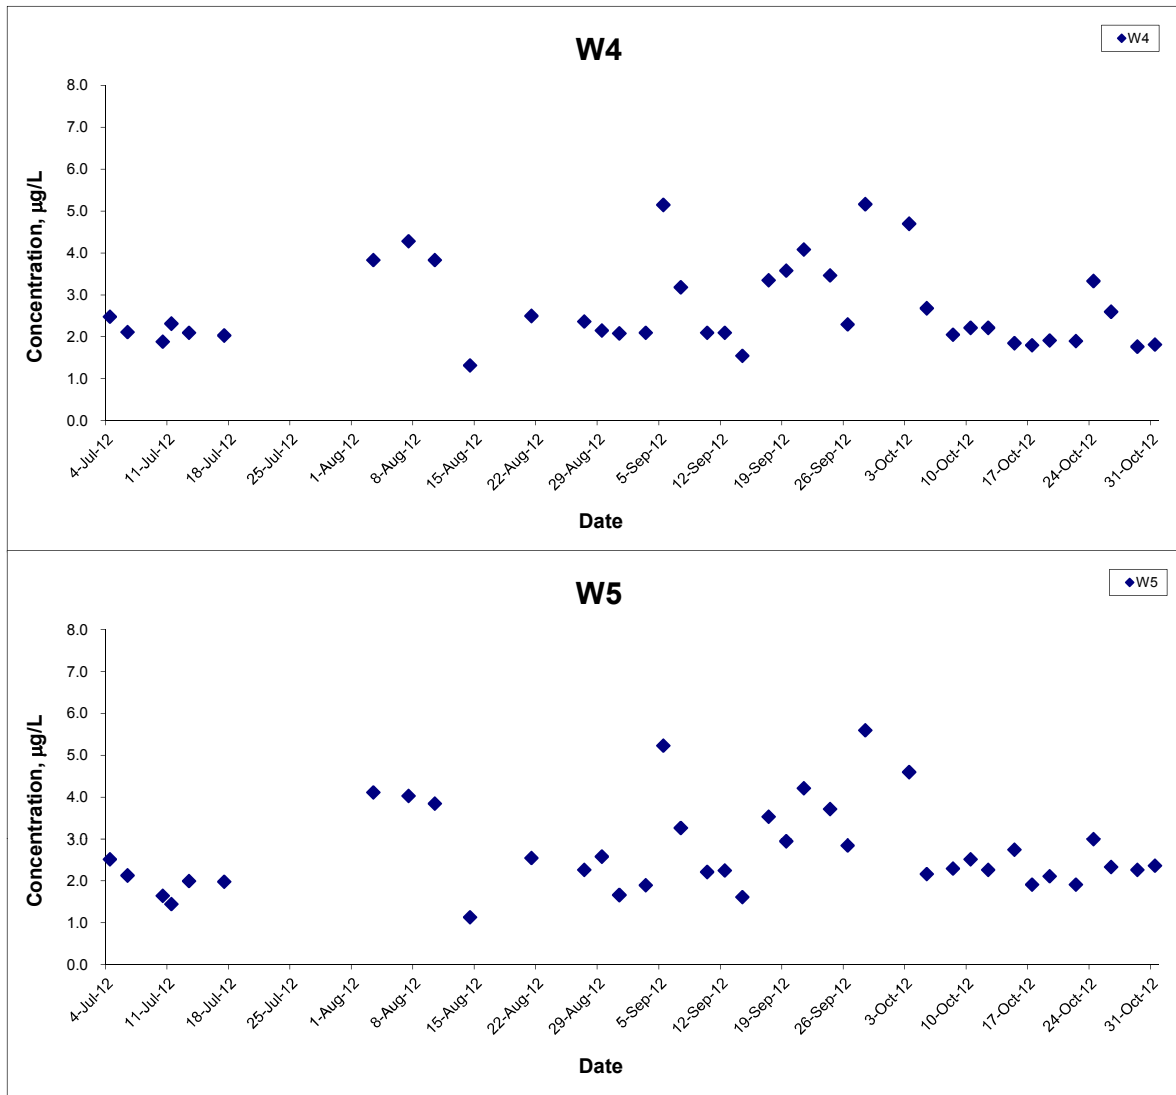 W4
W4
8.0
7.0
6.0
5.0
4.0
3.0
2.0
1.0
0.0
Concentration, µg/L
4-Jul-12
11-Jul-12
18-Jul-12
25-Jul-12
1-Aug-12
8-Aug-12
15-Aug-12
22-Aug-12
29-Aug-12
5-Sep-12
12-Sep-12
19-Sep-12
26-Sep-12
3-Oct-12
10-Oct-12
17-Oct-12
24-Oct-12
31-Oct-12
Date
W5
W5
8.0
7.0
6.0
5.0
4.0
3.0
2.0
1.0
0.0
Concentration, µg/L
4-Jul-12
11-Jul-12
18-Jul-12
25-Jul-12
1-Aug-12
8-Aug-12
15-Aug-12
22-Aug-12
29-Aug-12
5-Sep-12
12-Sep-12
19-Sep-12
26-Sep-12
3-Oct-12
10-Oct-12
17-Oct-12
24-Oct-12
31-Oct-12
Date